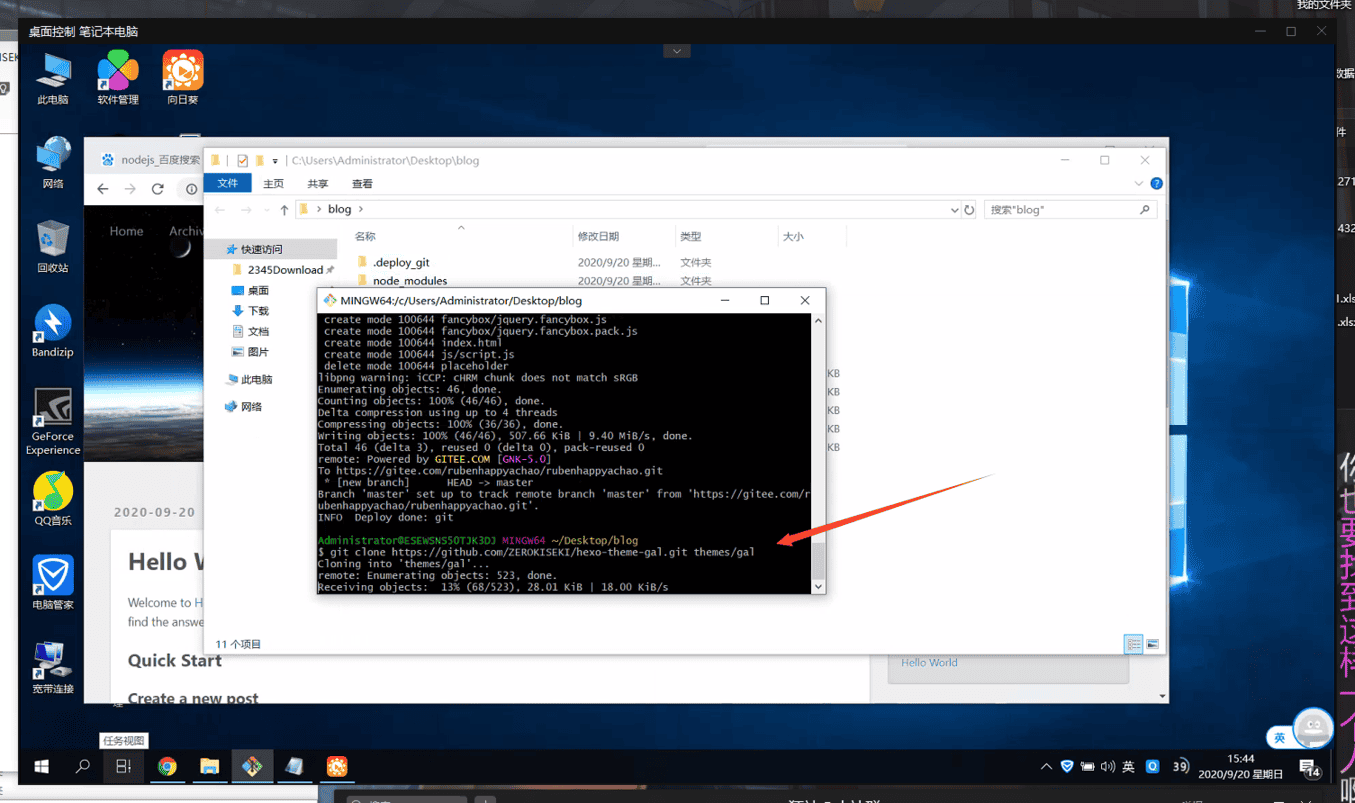 我的文件夹
桌面控制 笔记本电脑
此电脑
软件管理
向日葵
网络
回收站
Bandizip
GeForce
Experience
QQ音乐
电脑管家
宽带连接
nodejs_百度搜索
Home
Archiv
2020-09-20
Hello W
Welcome to H
find the answe
Quick Start
Create a new post
Hello World
C:\Users\Administrator\Desktop\blog
文件
主页
共享
查看
blog
搜索"blog"
名称
修改日期
类型
大小
快速访问
2345Download
桌面
下载
文档
图片
此电脑
网络
.deploy_git
2020/9/20 星期...
文件夹
node_modules
2020/9/20 星期...
文件夹
KB
KB
KB
KB
KB
11 个项目
MINGW64:/c/Users/Administrator/Desktop/blog
create mode 100644 fancybox/jquery.fancybox.js
create mode 100644 fancybox/jquery.fancybox.pack.js
create mode 100644 index.html
create mode 100644 js/script.js
delete mode placeholder
libpng warning: iCCP: cHRM chunk does not match sRGB
Enumerating objects: 46, done.
Counting objects: 100% (46/46), done.
Delta compression using up to 4 threads
Compressing objects: 100% (36/36), done.
Writing objects: 100% (46/46), 507.66 KiB | 9.40 MiB/s, done.
Total 46 (delta 3), reused 0 (delta 0), pack-reused 0
remote: Powered by GITEE.COM [GNK-5.0]
To https://gitee.com/rubenhappyachao/rubenhappyachao.git
* [new branch]      HEAD -> master
Branch 'master' set up to track remote branch 'master' from 'https://gitee.com/r
ubenhappyachao/rubenhappyachao.git'.
INFO  Deploy done: git
Administrator@ESEWSNS5OTJK3DJ MINGW64 ~/Desktop/blog
$ git clone https://github.com/ZEROKISEKI/hexo-theme-gal.git themes/gal
Cloning into 'themes/gal'...
remote: Enumerating objects: 523, done.
Receiving objects:  13% (68/523), 28.01 KiB | 18.00 KiB/s
任务视图
英
英
39
15:44
2020/9/20 星期日
14
要
找
到
这
样